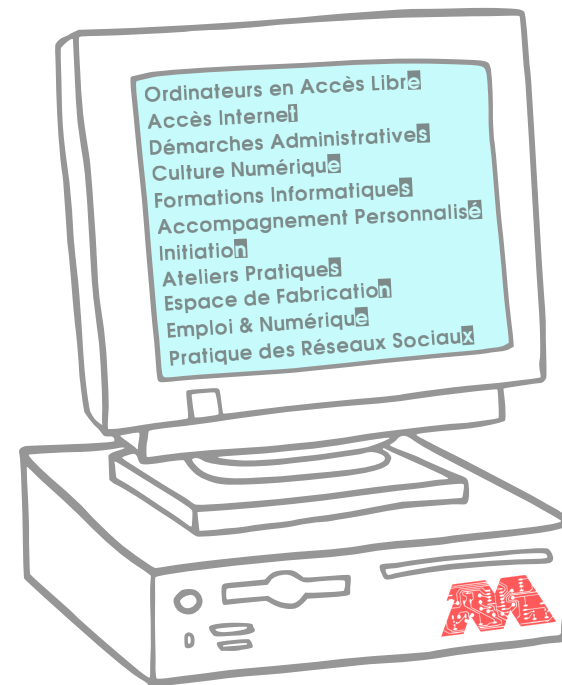 Ordinateurs en Accès Libre
Accès Internet
Démarches Administratives
Culture Numérique
Formations Informatiques
Accompagnement Personnalisé
Initiation
Ateliers Pratiques
Espace de Fabrication
Emploi & Numérique
Pratique des Réseaux Sociaux
M